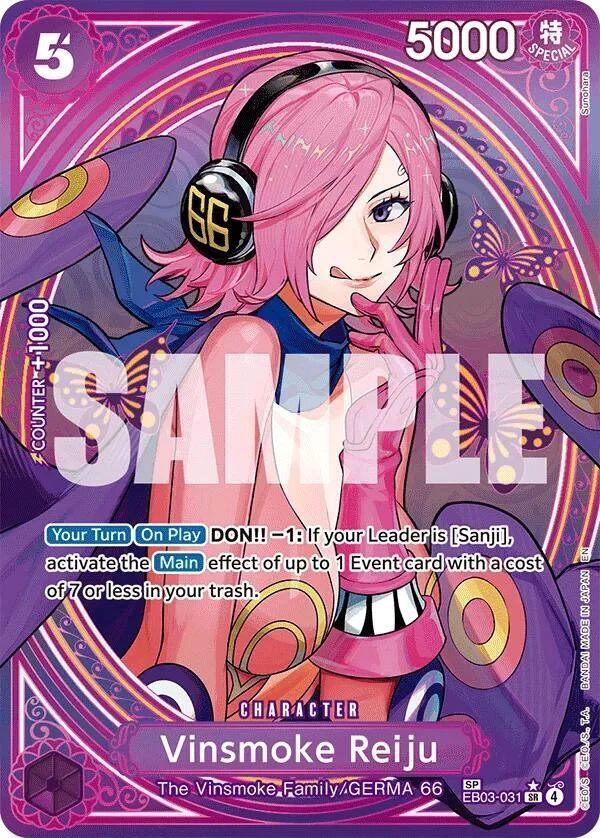 5
5000
特
SPECIAL
Sunohara
66
COUNTER +1000
SAMPLE
Your Turn On Play DON!! −1: If your Leader is [Sanji],
activate the Main effect of up to 1 Event card with a cost
of 7 or less in your trash.
CHARACTER
Vinsmoke Reiju
The Vinsmoke Family/GERMA 66
SP
EB03-031 ★ SR 4
©E.O/S. ©E.O./S., T.A. BANDAI MADE IN JAPAN EN